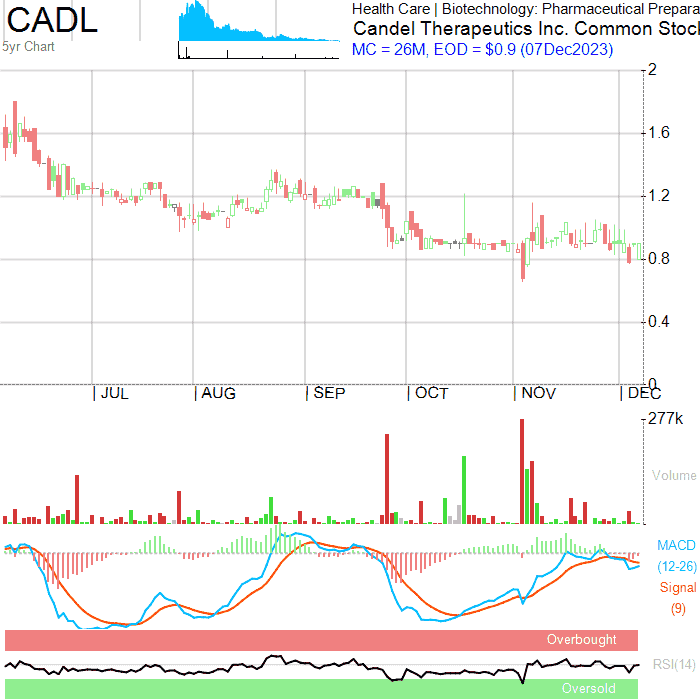 CADL
5yr Chart
Health Care | Biotechnology: Pharmaceutical Prepara
Candel Therapeutics Inc. Common Stoc
MC = 26M, EOD = $0.9 (07Dec2023)
2
1.6
1.2
0.8
0.4
0
| JUL | AUG | SEP | OCT | NOV | DEC
277k
Volume
MACD
(12-26)
Signal
(9)
Overbought
RSI(14)
Oversold